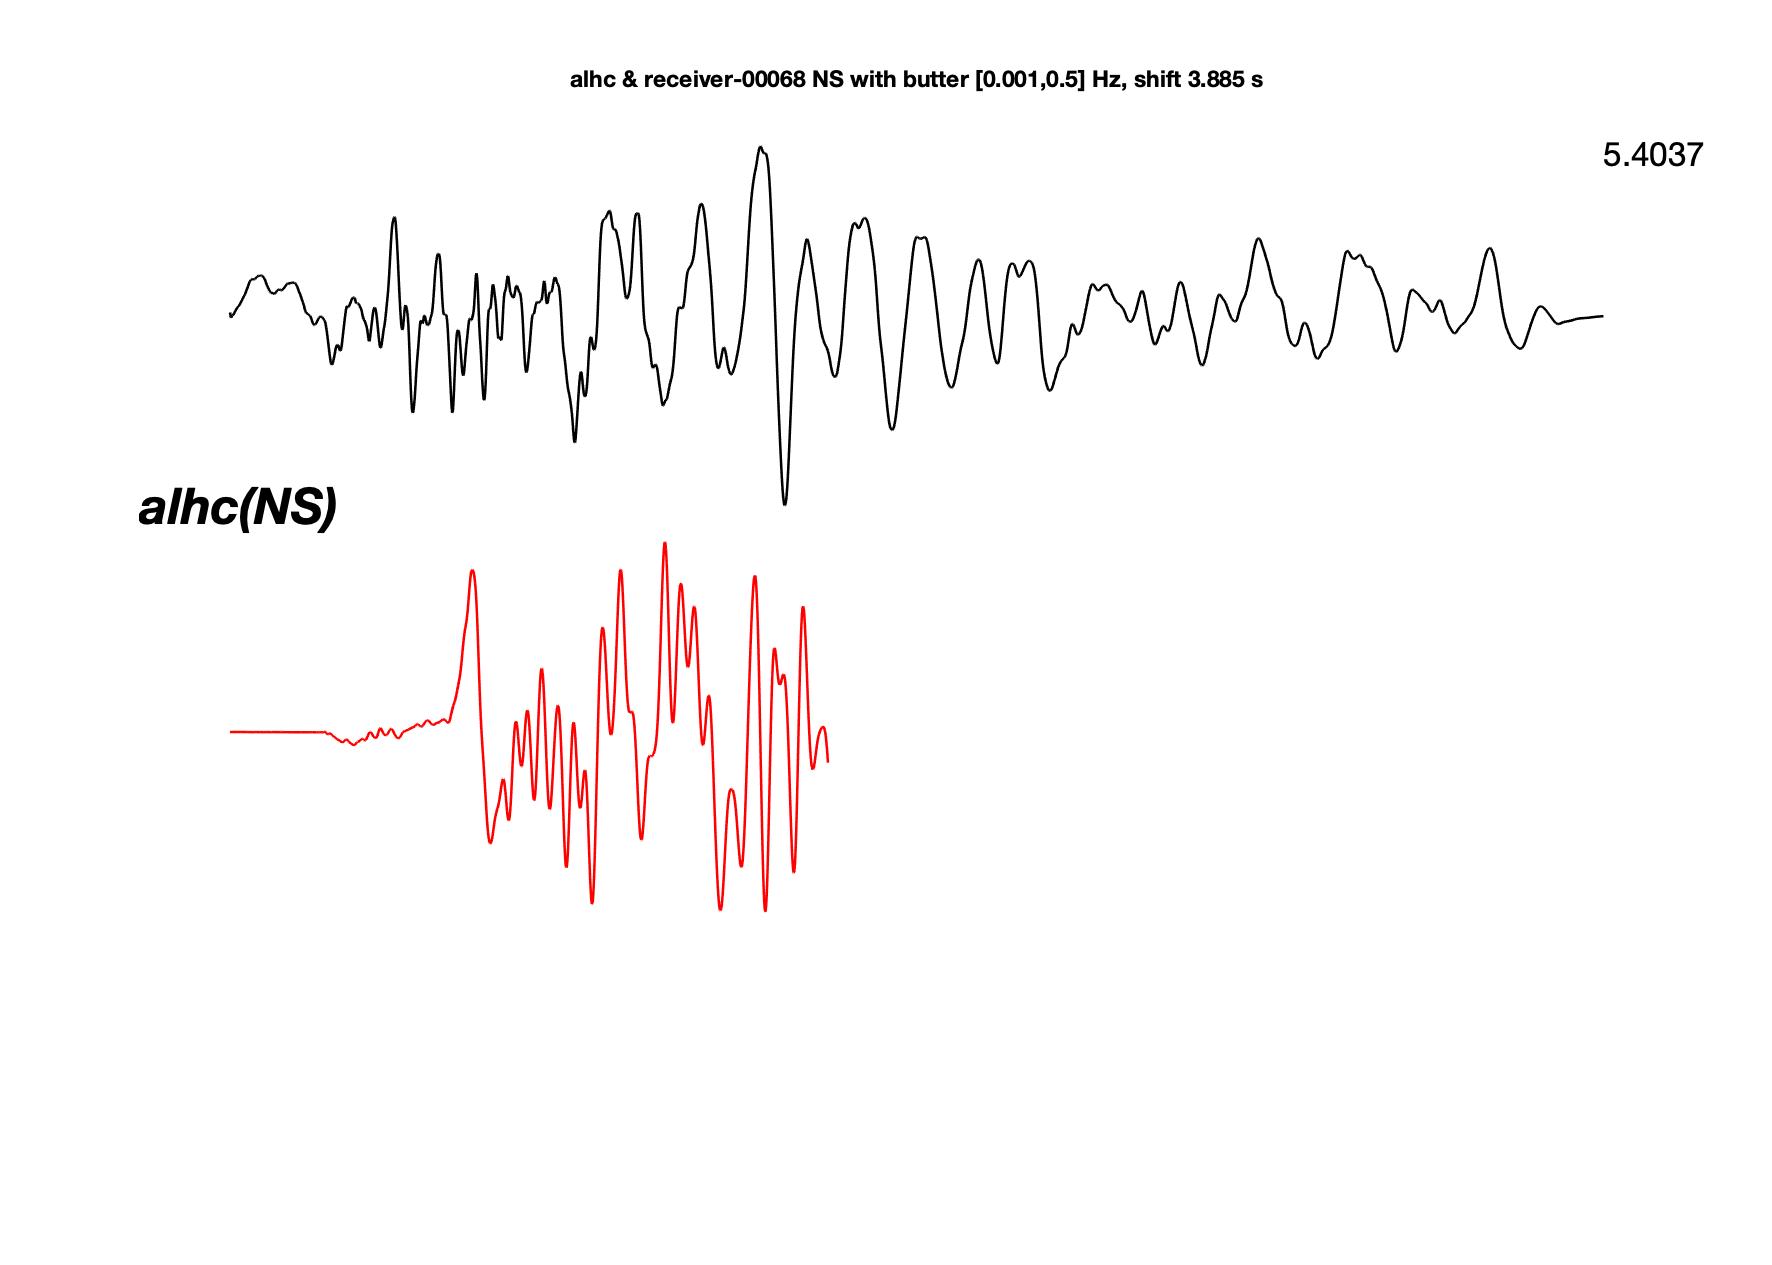 alhc & receiver-00068 NS with butter [0.001,0.5] Hz, shift 3.885 s
5.4037
alhc(NS)